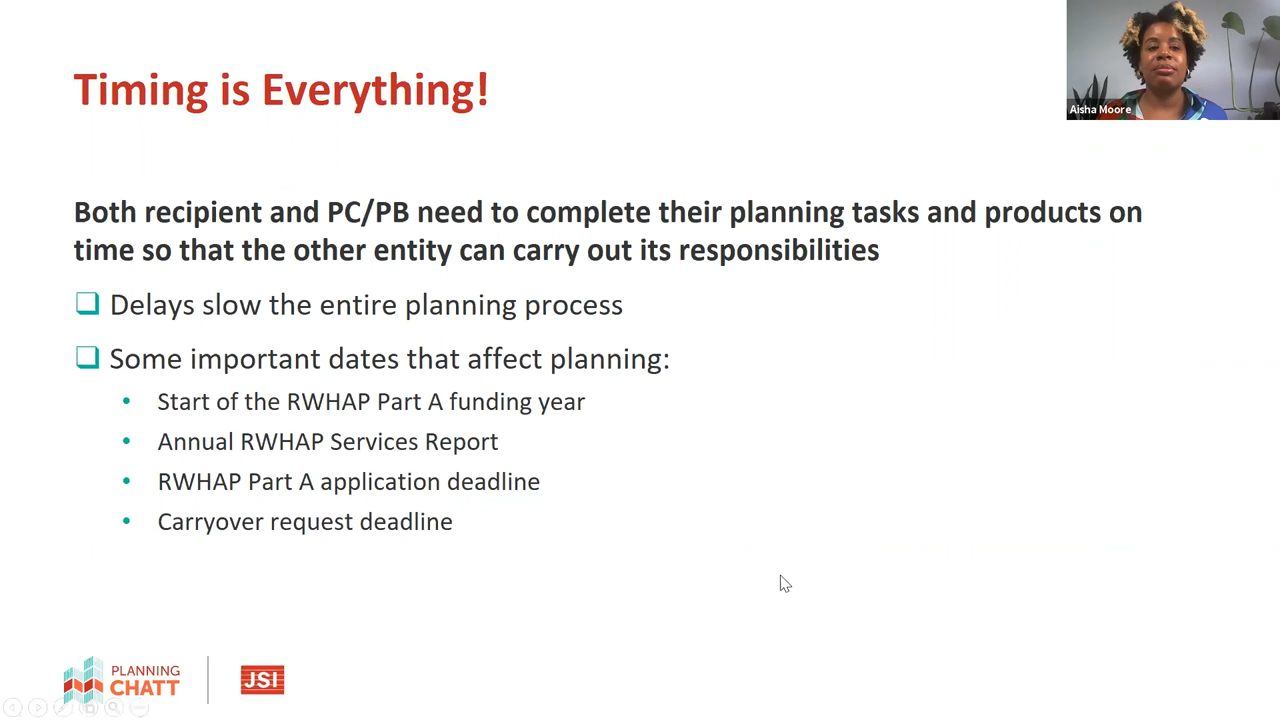 Timing is Everything!
Aisha Moore
Both recipient and PC/PB need to complete their planning tasks and products on
time so that the other entity can carry out its responsibilities
Delays slow the entire planning process
Some important dates that affect planning:
• Start of the RWHAP Part A funding year
• Annual RWHAP Services Report
• RWHAP Part A application deadline
• Carryover request deadline
PLANNING
CHATT
JSI